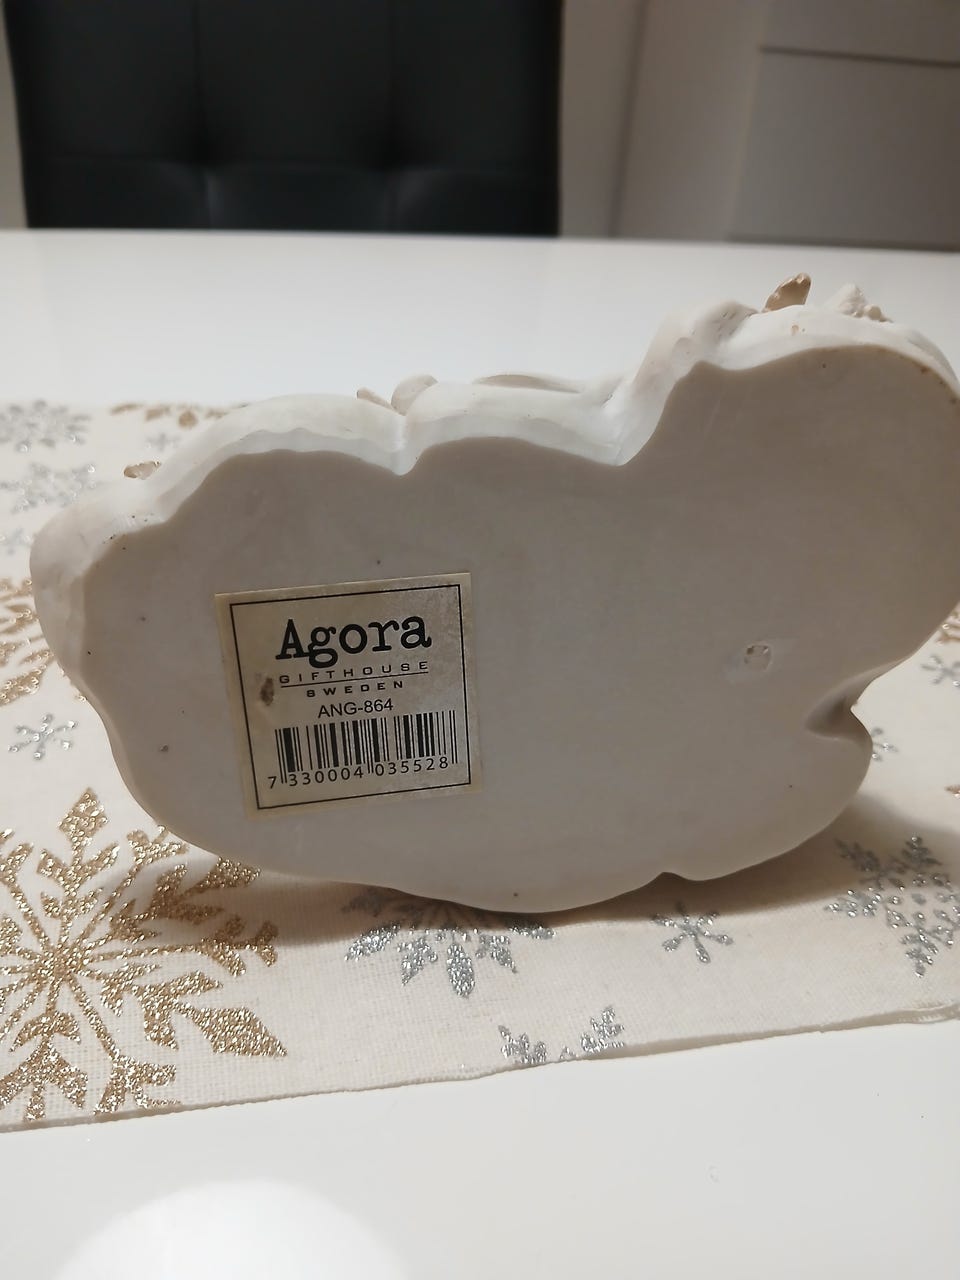 Agora
GIFTHOUSE
SWEDEN
ANG-864
7 330004 035528